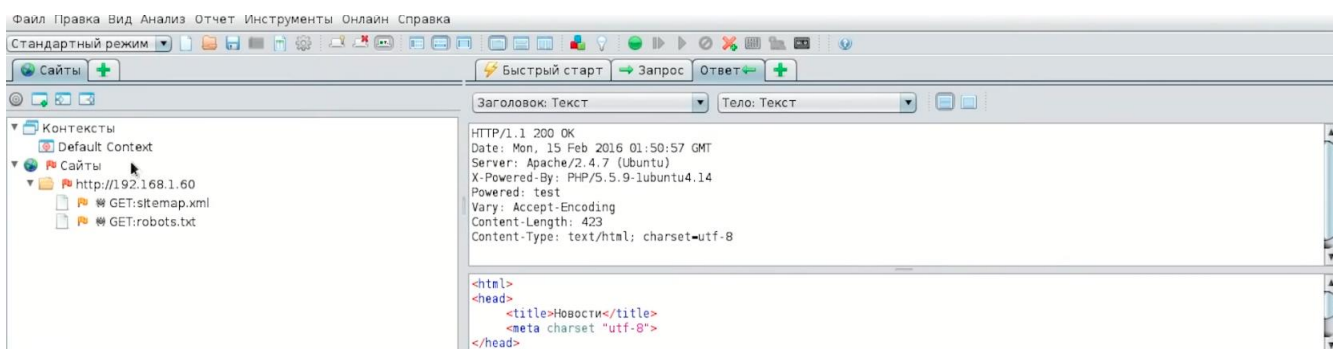 Файл Правка Вид Анализ Отчет Инструменты Онлайн Справка
Стандартный режим
Сайты
Быстрый старт
Запрос
Ответ
Заголовок: Текст
Тело: Текст
Контексты
Default Context
Сайты
http://192.168.1.60
GET:sitemap.xml
GET:robots.txt
HTTP/1.1 200 OK
Date: Mon, 15 Feb 2016 01:50:57 GMT
Server: Apache/2.4.7 (Ubuntu)
X-Powered-By: PHP/5.5.9-1ubuntu4.14
Powered: test
Vary: Accept-Encoding
Content-Length: 423
Content-Type: text/html; charset=utf-8
<html>
<head>
<title>Новости</title>
<meta charset "utf-8">
</head>